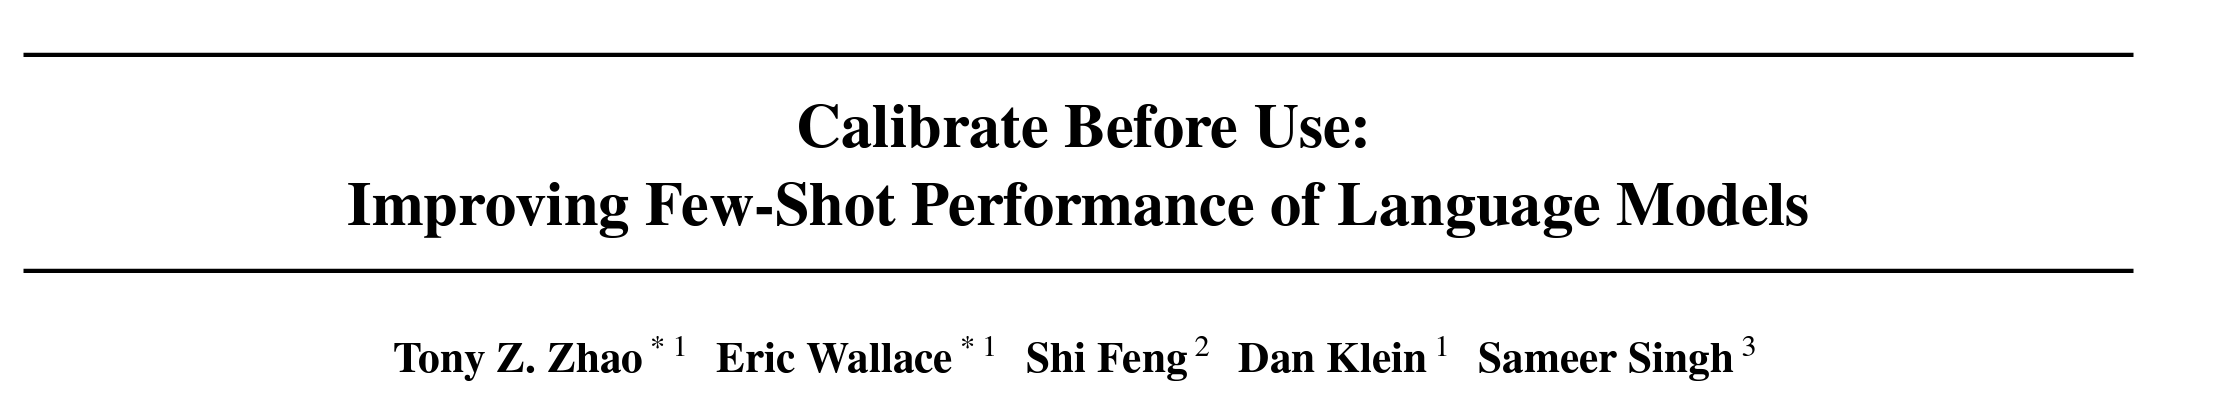 Calibrate Before Use:
Improving Few-Shot Performance of Language Models
Tony Z. Zhao * 1 Eric Wallace * 1 Shi Feng 2 Dan Klein 1 Sameer Singh 3